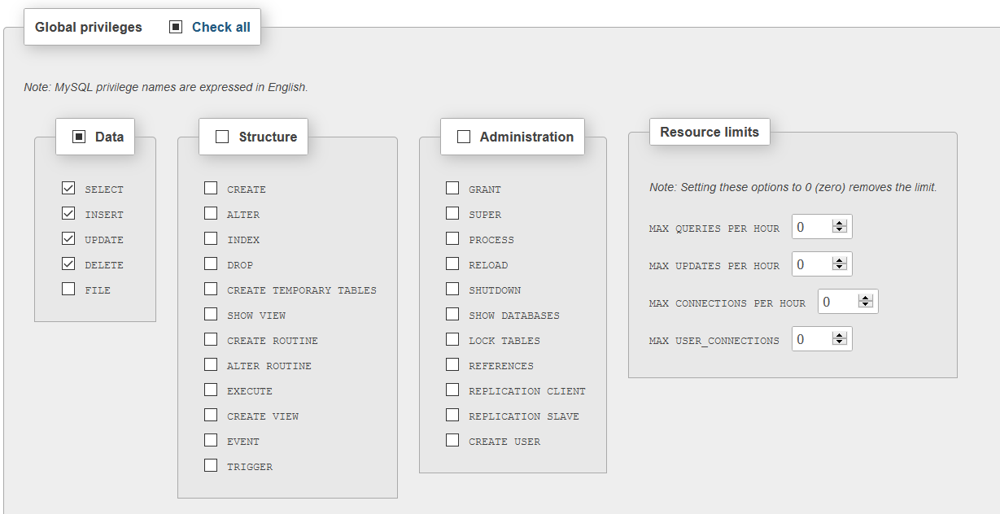 Global privileges Check all
Note: MySQL privilege names are expressed in English.
Data
SELECT
INSERT
UPDATE
DELETE
FILE
Structure
CREATE
ALTER
INDEX
DROP
CREATE TEMPORARY TABLES
SHOW VIEW
CREATE ROUTINE
ALTER ROUTINE
EXECUTE
CREATE VIEW
EVENT
TRIGGER
Administration
GRANT
SUPER
PROCESS
RELOAD
SHUTDOWN
SHOW DATABASES
LOCK TABLES
REFERENCES
REPLICATION CLIENT
REPLICATION SLAVE
CREATE USER
Resource limits
Note: Setting these options to 0 (zero) removes the limit.
MAX QUERIES PER HOUR 0
MAX UPDATES PER HOUR 0
MAX CONNECTIONS PER HOUR 0
MAX USER_CONNECTIONS 0